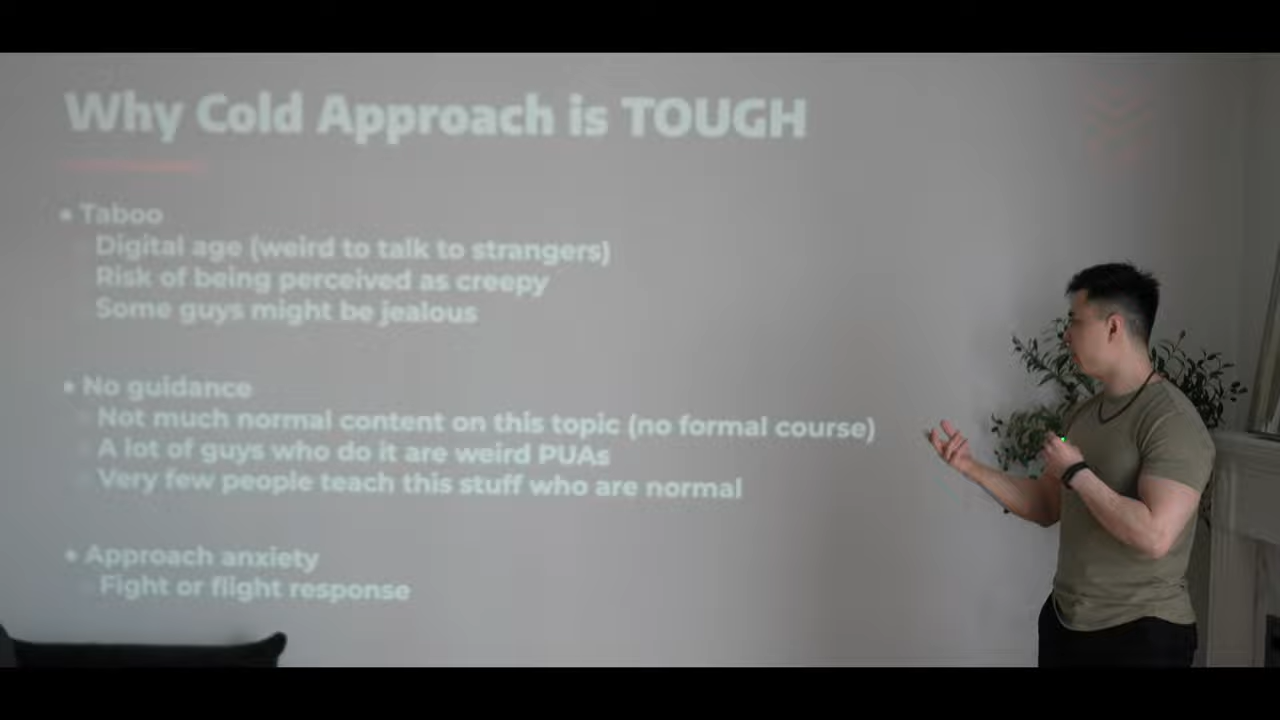 Why Cold Approach is TOUGH
• Taboo
Digital age (weird to talk to strangers)
Risk of being perceived as creepy
Some guys might be jealous
• No guidance
Not much normal content on this topic (no formal course)
A lot of guys who do it are weird PUAs
Very few people teach this stuff who are normal
• Approach anxiety
Fight or flight response